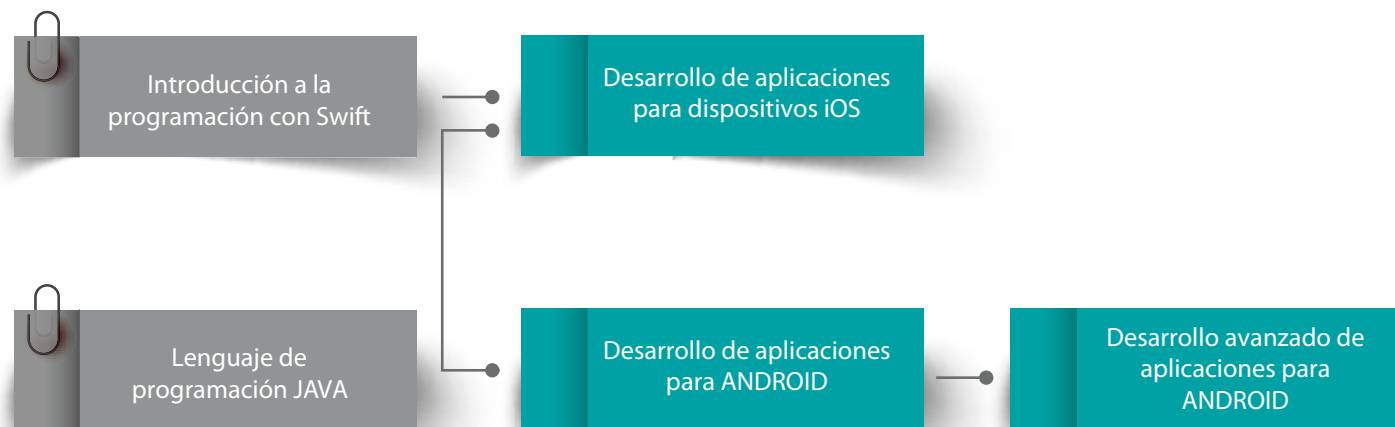 Introducción a la
programación con Swift
Desarrollo de aplicaciones
para dispositivos iOS
Lenguaje de
programación JAVA
Desarrollo de aplicaciones
para ANDROID
Desarrollo avanzado de
aplicaciones para
ANDROID